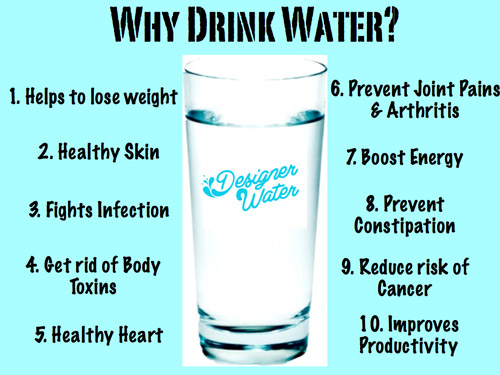 WHY DRINK WATER?
1. Helps to lose weight
2. Healthy Skin
3. Fights Infection
4. Get rid of Body
Toxins
5. Healthy Heart
Designer
Water
6. Prevent Joint Pains
& Arthritis
7. Boost Energy
8. Prevent
Constipation
9. Reduce risk of
Cancer
10. Improves
Productivity